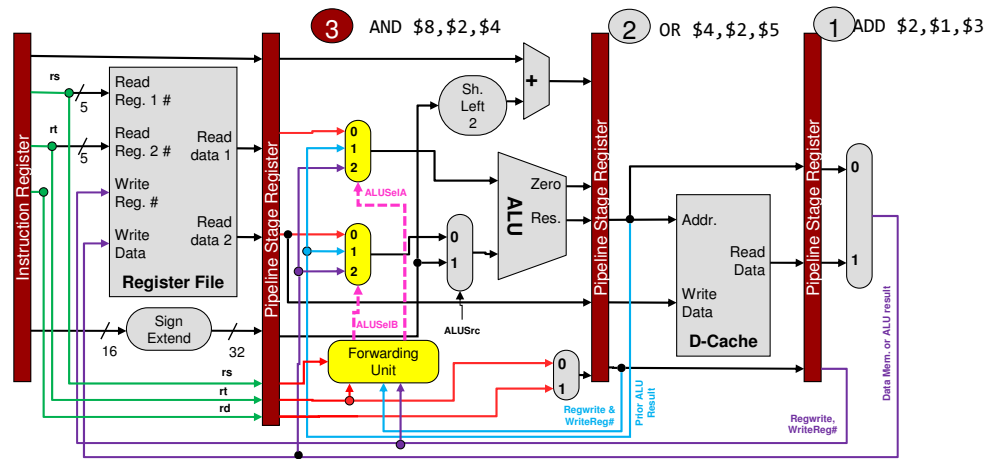 3 AND $8,$2,$4
2 OR $4,$2,$5
1 ADD $2,$1,$3
Instruction Register
rs
5
rt
5
Read
Reg. 1 #
Read
Reg. 2 #
Write
Reg. #
Write
Data
Read
data 1
Read
data 2
Register File
16
Sign
Extend
32
rs
rt
rd
Pipeline Stage Register
0
1
2
ALUSelA
0
1
2
ALUSelB
Forwarding
Unit
Sh.
Left
2
+
0
1
ALUSrc
ALU
Zero
Res.
0
1
Regwrite &
WriteReg#
Prior ALU
Result
Pipeline Stage Register
Addr.
Read
Data
Write
Data
D-Cache
Pipeline Stage Register
0
1
Data Mem. or ALU result
Regwrite,
WriteReg#